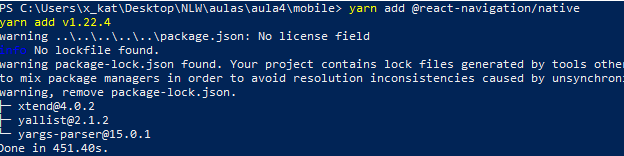 PS C:\Users\x_kat\Desktop\NLW\aulas\aula4\mobile> yarn add @react-navigation/native
yarn add v1.22.4
warning ..\..\..\..\..\package.json: No license field
info No lockfile found.
warning package-lock.json found. Your project contains lock files generated by tools othe
to mix package managers in order to avoid resolution inconsistencies caused by unsynchroni
warning, remove package-lock.json.
├─ xtend@4.0.2
├─ yallist@2.1.2
└─ yargs-parser@15.0.1
Done in 451.40s.